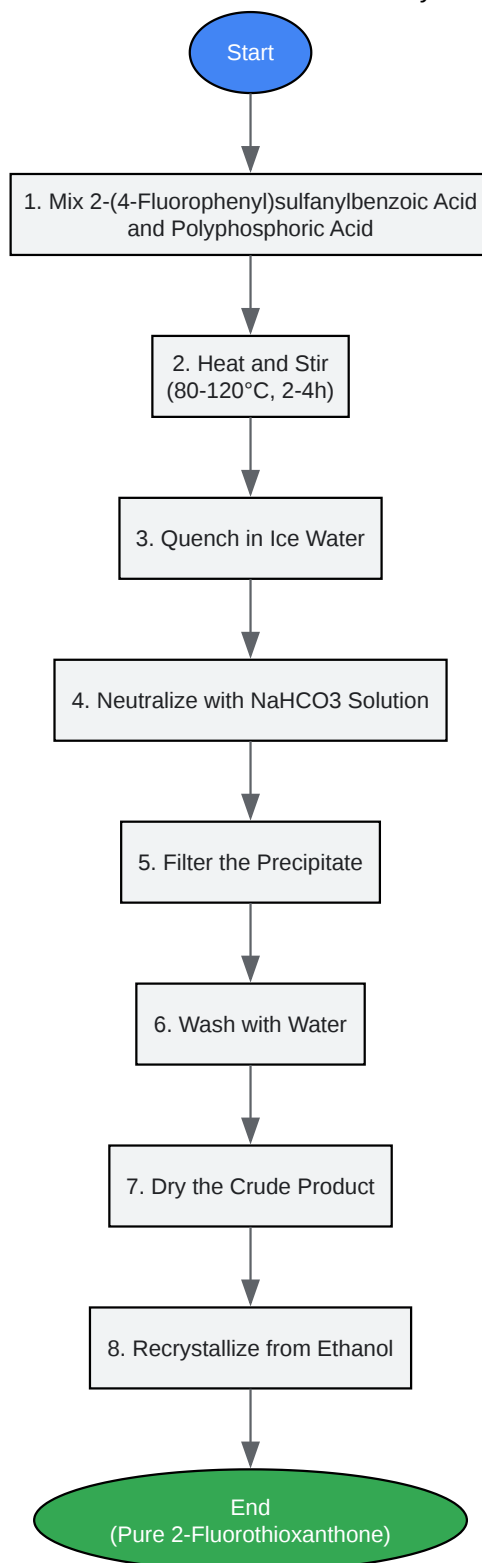 Start
1. Mix 2-(4-Fluorophenyl)sulfanylbenzoic Acid
and Polyphosphoric Acid
2. Heat and Stir
(80-120°C, 2-4h)
3. Quench in Ice Water
4. Neutralize with NaHCO3 Solution
5. Filter the Precipitate
6. Wash with Water
7. Dry the Crude Product
8. Recrystallize from Ethanol
End
(Pure 2-Fluorothioxanthone)